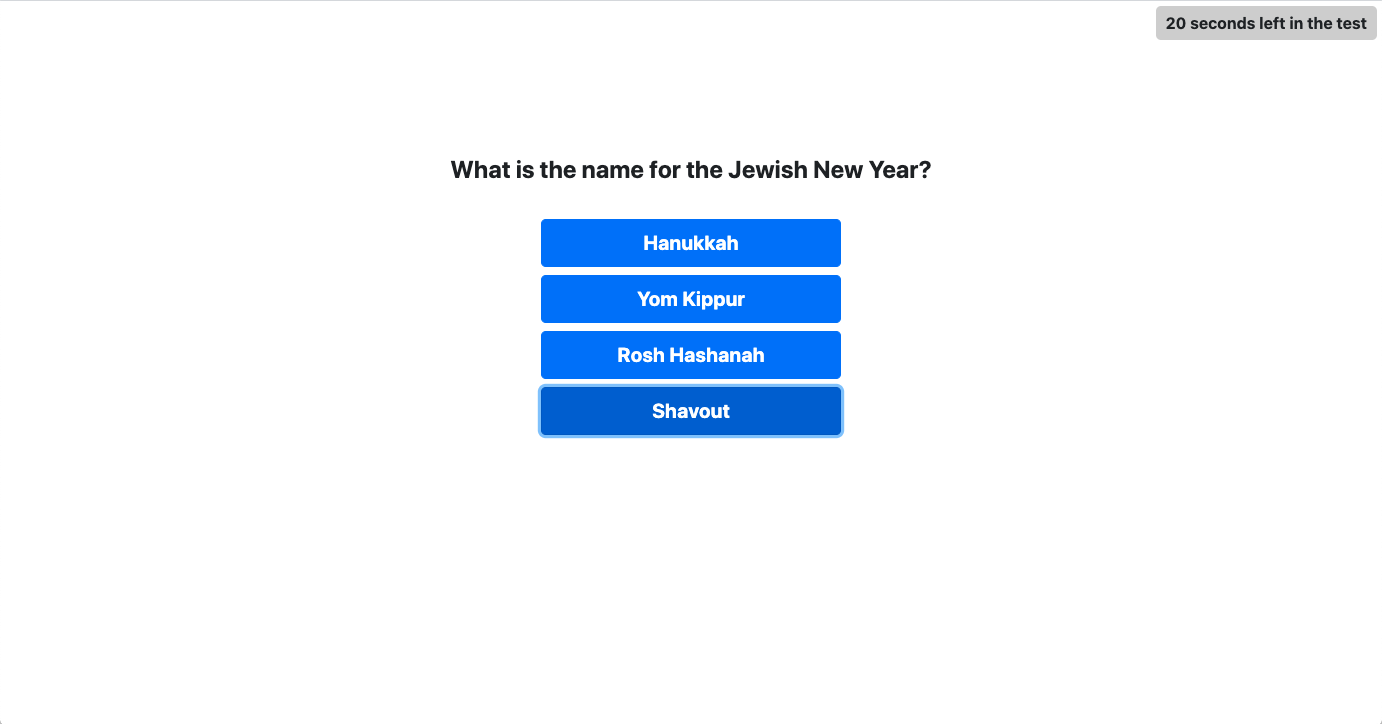 20 seconds left in the test
What is the name for the Jewish New Year?
Hanukkah
Yom Kippur
Rosh Hashanah
Shavout